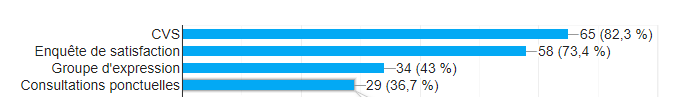 CVS 65 (82,3 %)
Enquête de satisfaction 58 (73,4 %)
Groupe d'expression 34 (43 %)
Consultations ponctuelles 29 (36,7 %)